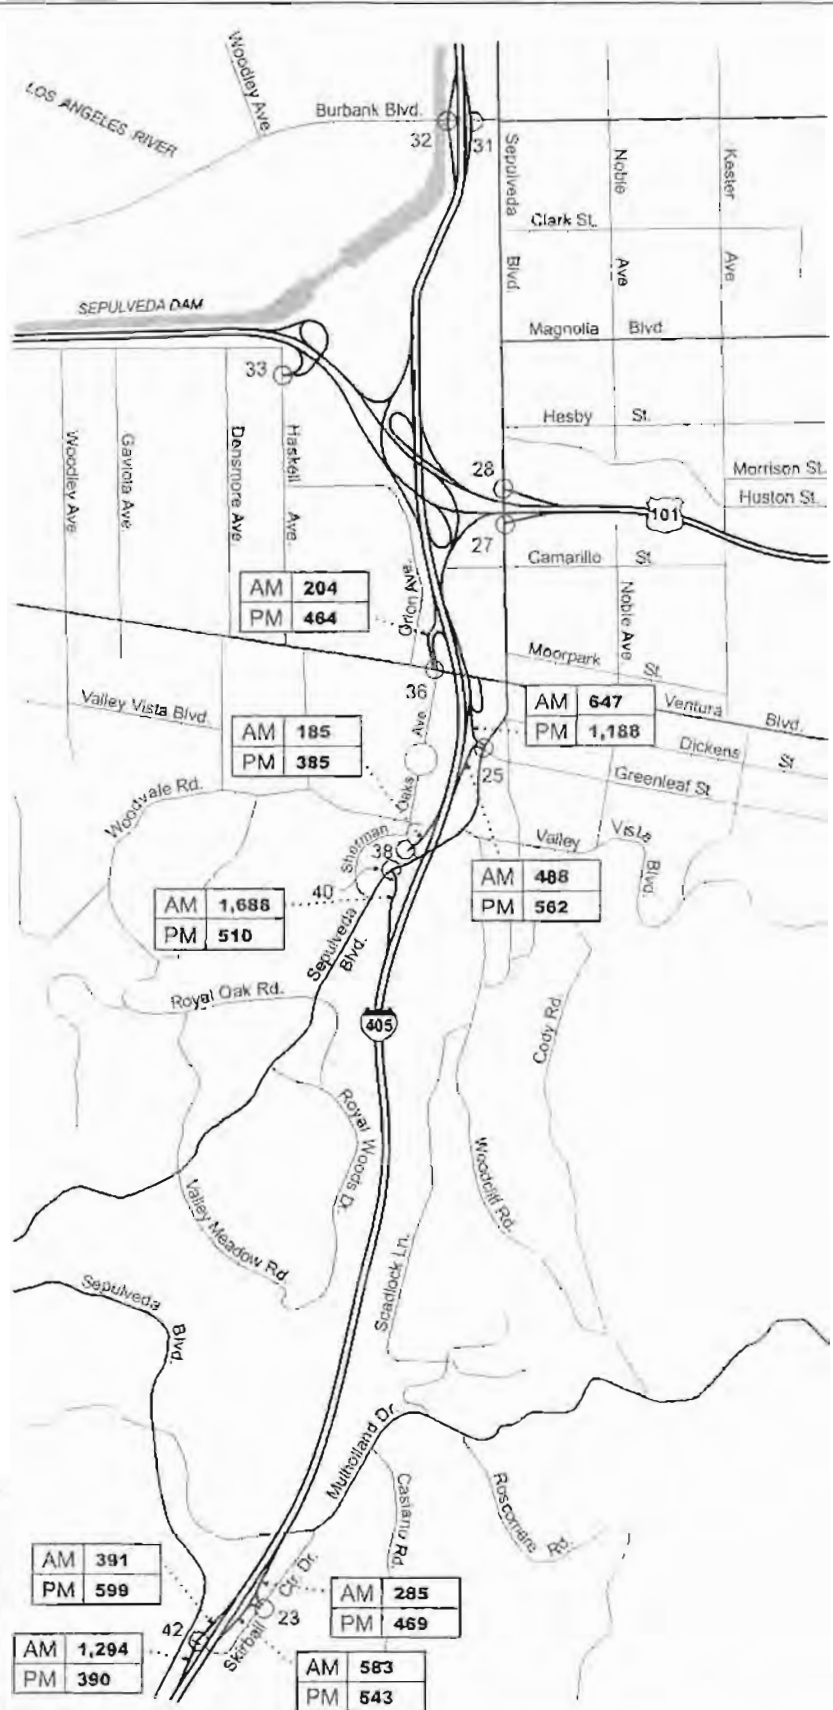 Woodley Ave.
LOS ANGELES RIVER
Burbank Blvd.
32
31
Sepulveda Blvd.
Noble Ave
Kester Ave
Clark St.
SEPULVEDA DAM
Magnolia Blvd.
33
Hesby St.
Woodley Ave.
Gaviota Ave.
Densmore Ave.
Haskell Ave.
28
Morrison St.
Huston St.
101
27
Camarillo St.
Orion Ave.
AM 204
PM 464
Noble Ave
Moorpark St.
36
Valley Vista Blvd.
AM 647
PM 1,188
Ventura Blvd.
AM 185
PM 385
Sherman Oaks Ave.
25
Dickens St
Greenleaf St
Woodvale Rd.
Valley Vista Blvd.
38
40
AM 488
PM 562
AM 1,688
PM 510
Sepulveda Blvd.
Royal Oak Rd.
405
Cody Rd.
Royal Woods Dr.
Woodcliff Rd.
Valley Meadow Rd.
Scadlock Ln.
Sepulveda Blvd.
Mulholland Dr.
Casiano Rd.
Roscomare Rd.
AM 391
PM 599
Skirball Ctr. Dr.
AM 285
PM 469
42
23
AM 1,294
PM 390
AM 583
PM 543